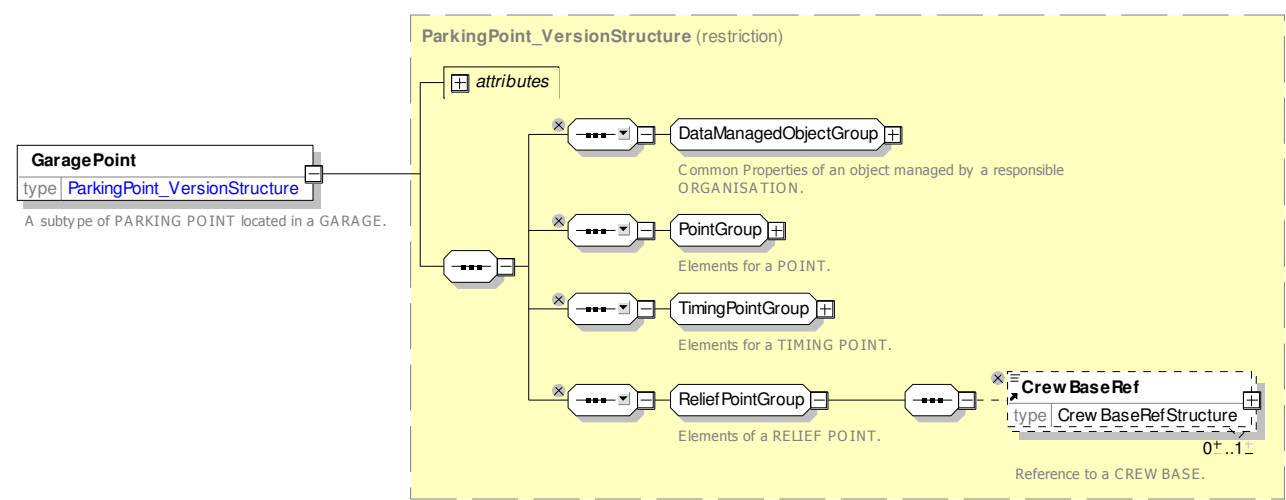 ParkingPoint_VersionStructure (restriction)
attributes
DataManagedObjectGroup
Common Properties of an object managed by a responsible
ORGANISATION.
GaragePoint
type ParkingPoint_VersionStructure
A subtype of PARKING POINT located in a GARAGE.
PointGroup
Elements for a POINT.
TimingPointGroup
Elements for a TIMING POINT.
ReliefPointGroup
Elements of a RELIEF POINT.
CrewBaseRef
type CrewBaseRefStructure
0±..1±
Reference to a CREW BASE.